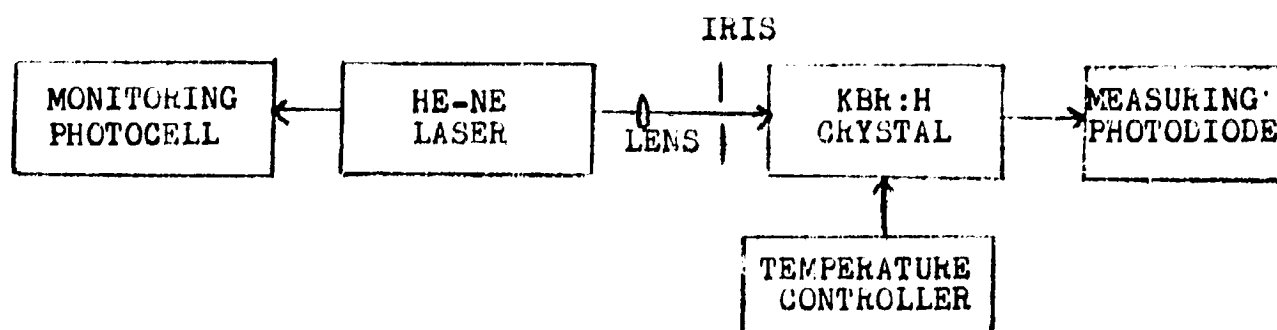 IRIS
MONITORING
PHOTOCELL
HE-NE
LASER
LENS
KBR:H
CRYSTAL
MEASURING
PHOTODIODE
TEMPERATURE
CONTROLLER